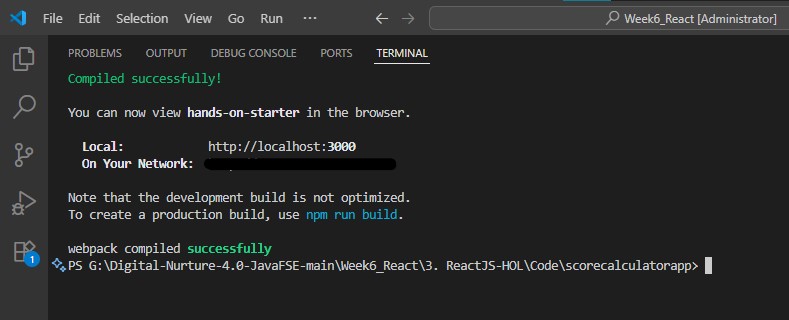 File Edit Selection View Go Run ... Week6_React [Administrator]
PROBLEMS OUTPUT DEBUG CONSOLE PORTS TERMINAL
Compiled successfully!
You can now view hands-on-starter in the browser.
Local: http://localhost:3000
On Your Network:
Note that the development build is not optimized.
To create a production build, use npm run build.
webpack compiled successfully
PS G:\Digital-Nurture-4.0-JavaFSE-main\Week6_React\3. ReactJS-HOL\Code\scorecalculatorapp>
1